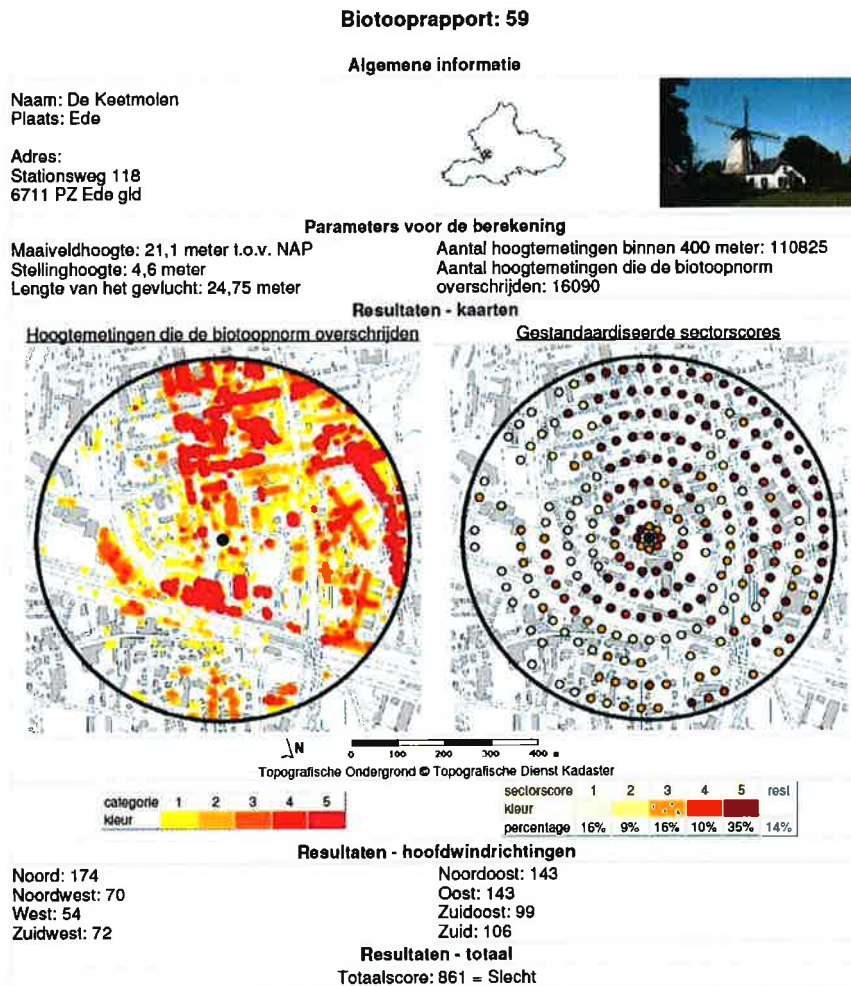 Biotooprapport: 59
Algemene informatie
Naam: De Keetmolen
Plaats: Ede
Adres:
Stationsweg 118
6711 PZ Ede gld
Parameters voor de berekening
Maaiveldhoogte: 21,1 meter t.o.v. NAP
Stellinghoogte: 4,6 meter
Lengte van het gevlucht: 24,75 meter
Aantal hoogtemetingen binnen 400 meter: 110825
Aantal hoogtemetingen die de biotoopnorm
overschrijden: 16090
Resultaten - kaarten
Hoogtemetingen die de biotoopnorm overschrijden
Gestandaardiseerde sectorscores
N
0 100 200 300 400
Topografische Ondergrond © Topografische Dienst Kadaster
categorie 1 2 3 4 5
kleur
sectorscore 1 2 3 4 5 rest
kleur
percentage 16% 9% 16% 10% 35% 14%
Resultaten - hoofdwindrichtingen
Noord: 174
Noordwest: 70
West: 54
Zuidwest: 72
Noordoost: 143
Oost: 143
Zuidoost: 99
Zuid: 106
Resultaten - totaal
Totaalscore: 861 = Slecht